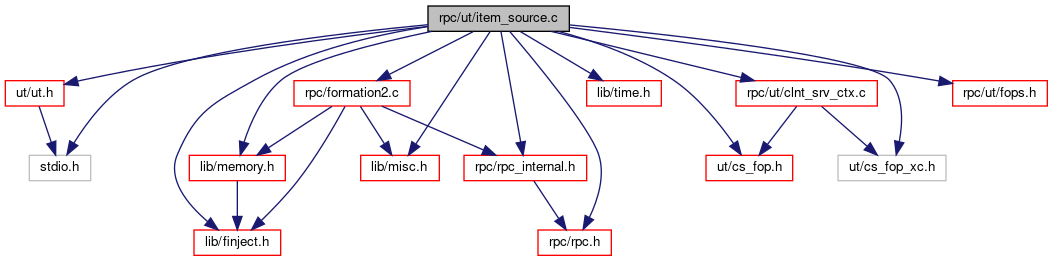 rpc/ut/item_source.c
ut/ut.h
rpc/formation2.c
lib/time.h
rpc/ut/clnt_srv_ctx.c
rpc/ut/fops.h
stdio.h
lib/memory.h
lib/misc.h
rpc/rpc_internal.h
ut/cs_fop.h
ut/cs_fop_xc.h
lib/finject.h
rpc/rpc.h